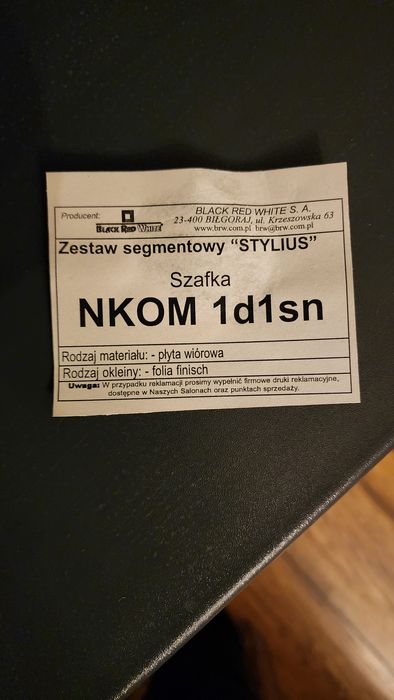 Producent:
BLACK RED WHITE
BLACK RED WHITE S. A.
23-400 BIŁGORAJ, ul. Krzeszowska 63
www.brw.com.pl brw@brw.com.pl
Zestaw segmentowy “STYLIUS”
Szafka
NKOM 1d1sn
Rodzaj materiału: - płyta wiórowa
Rodzaj okleiny: - folia finisch
Uwaga: W przypadku reklamacji prosimy wypełnić firmowe druki reklamacyjne,
dostępne w Naszych Salonach oraz punktach sprzedaży.